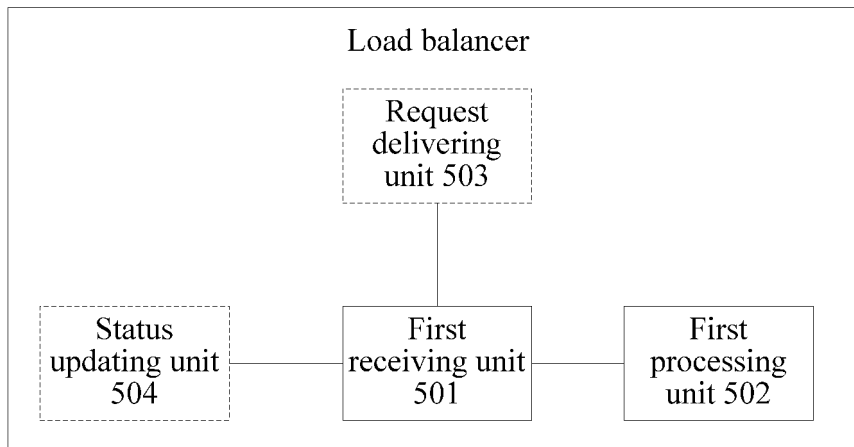 Load balancer
Request
delivering
unit 503
Status
updating unit
504
First
receiving unit
501
First
processing
unit 502